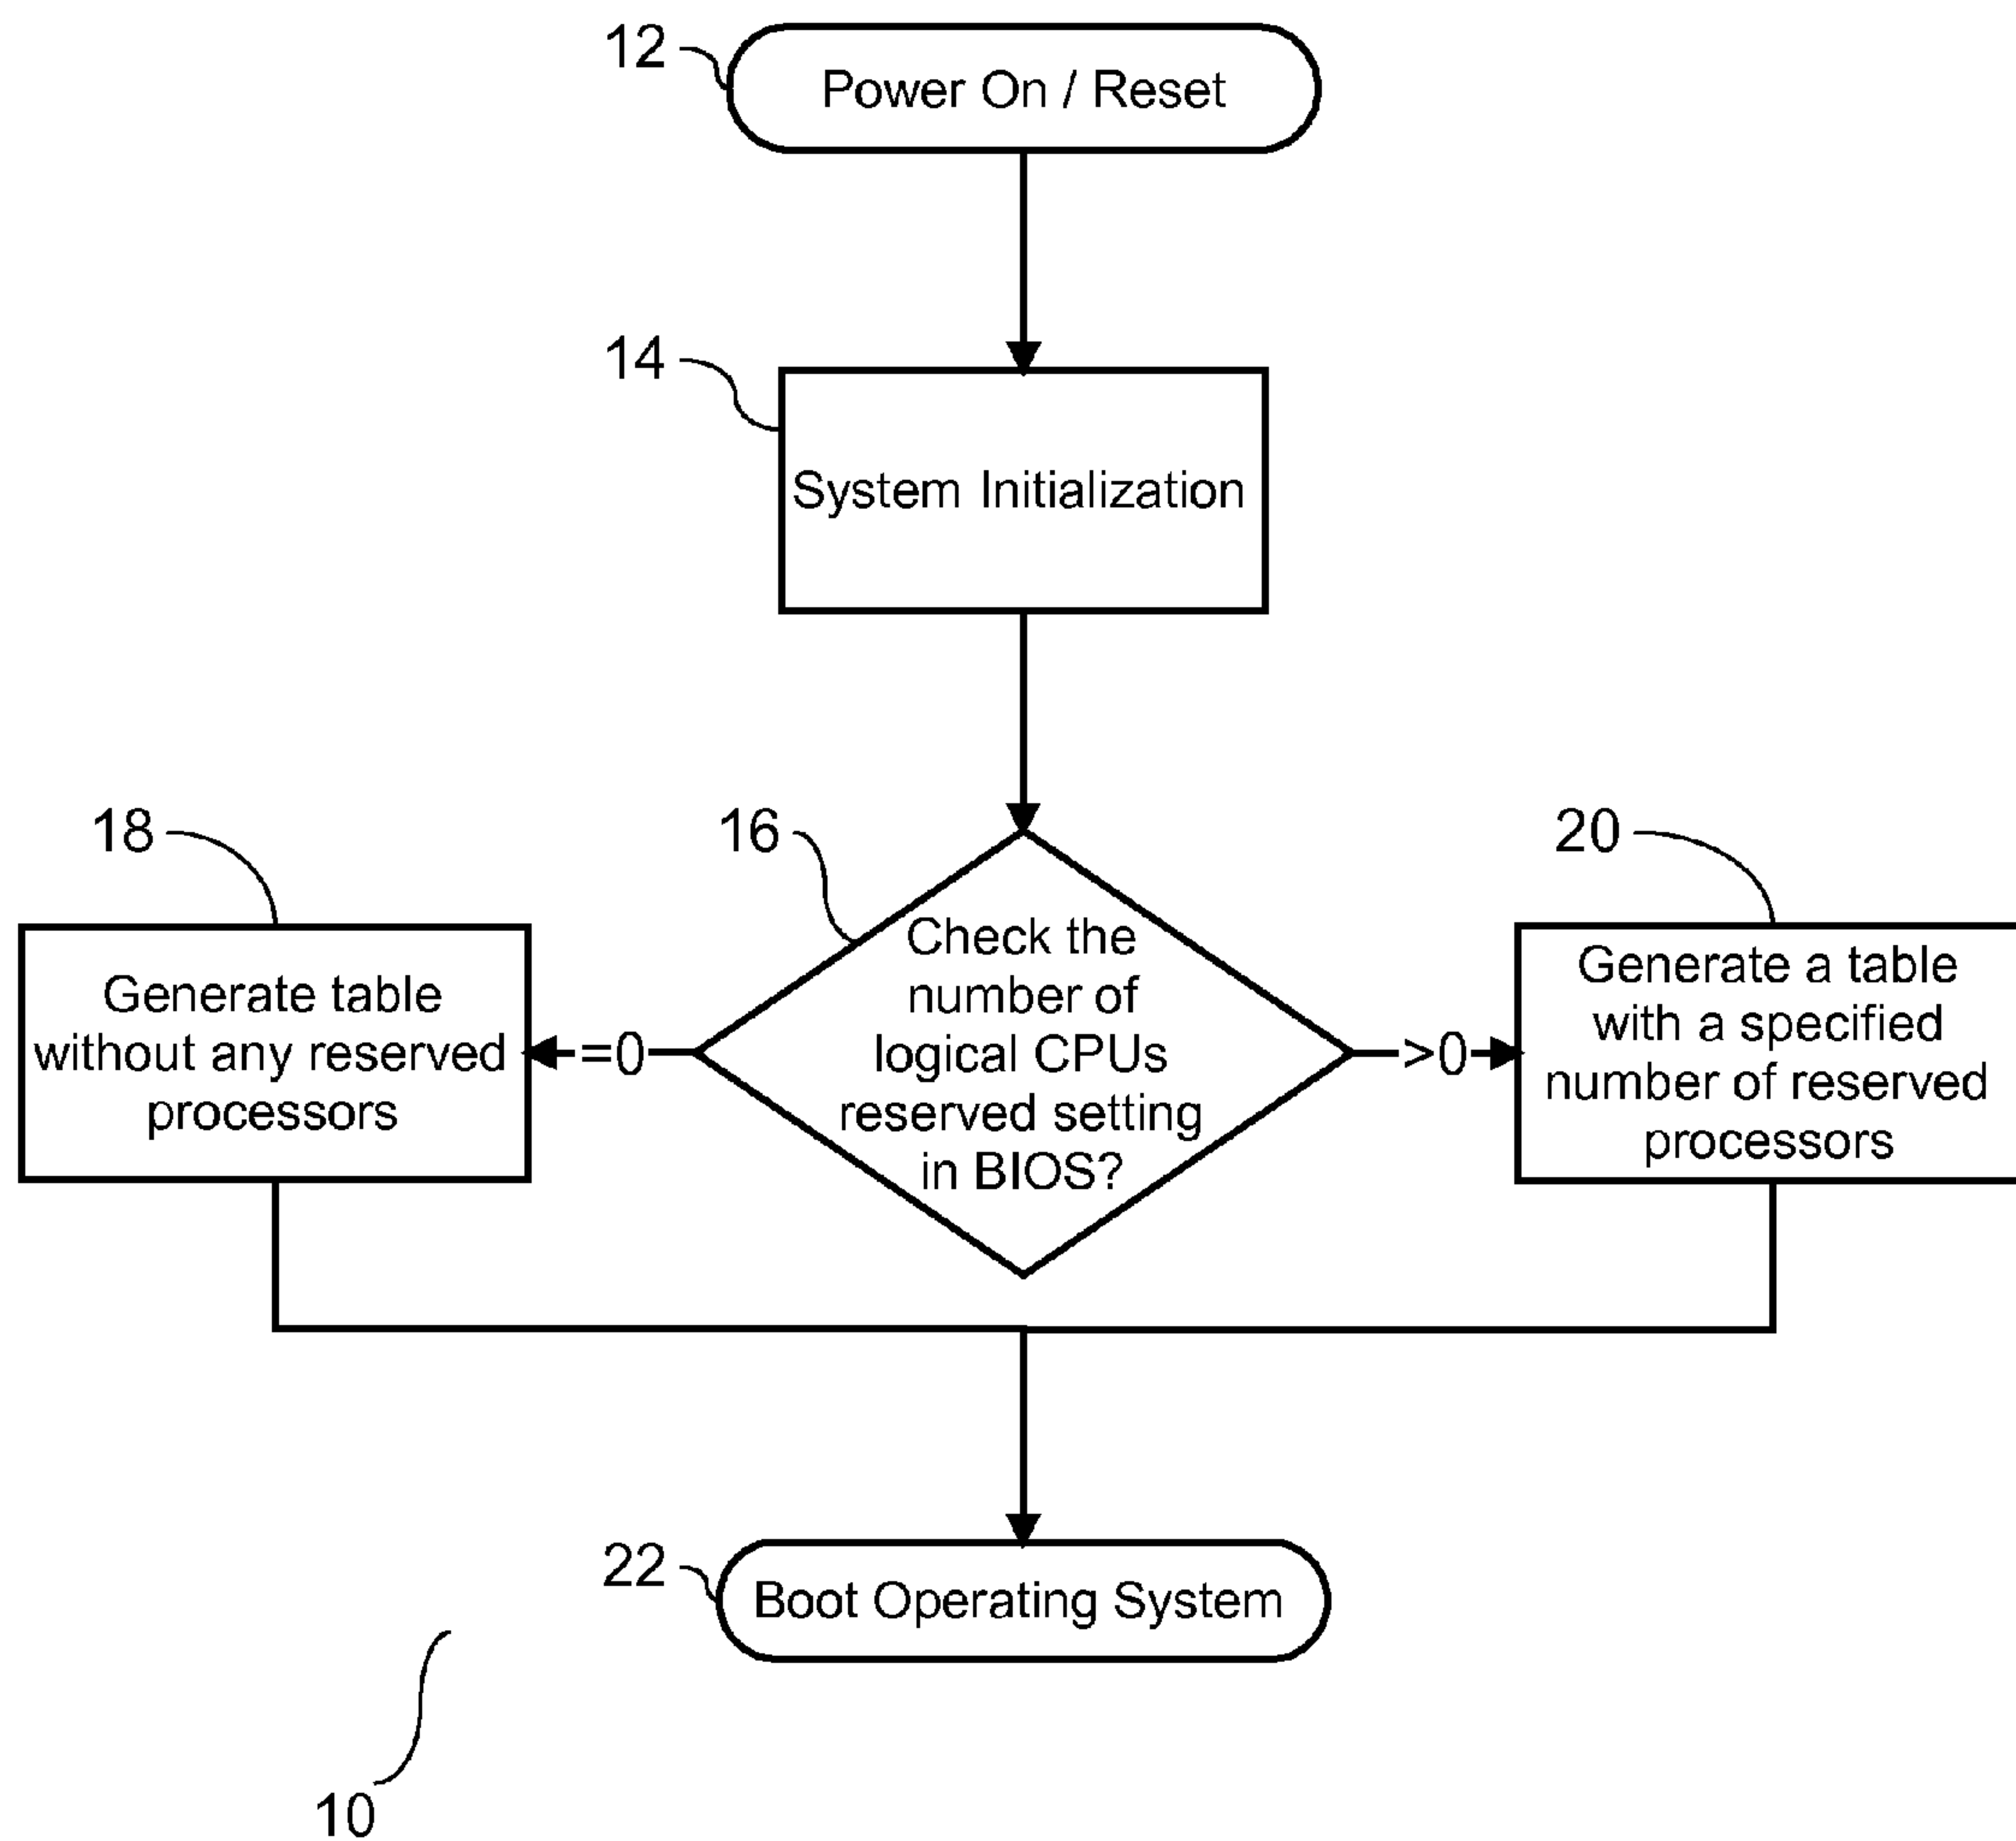 12
Power On / Reset
14
System Initialization
18
16
20
Generate table
without any reserved
processors
=0
Check the
number of
logical CPUs
reserved setting
in BIOS?
>0
Generate a table
with a specified
number of reserved
processors
22
Boot Operating System
10